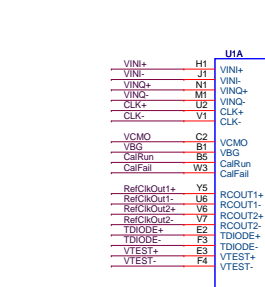 U1A
VINI+ H1 VINI+
VINI- J1 VINI-
VINQ+ N1 VINQ+
VINQ- M1 VINQ-
CLK+ U2 CLK+
CLK- V1 CLK-
VCMO C2 VCMO
VBG B1 VBG
CalRun B5 CalRun
CalFail W3 CalFail
RefClkOut1+ Y5 RCOUT1+
RefClkOut1- U6 RCOUT1-
RefClkOut2+ V6 RCOUT2+
RefClkOut2- V7 RCOUT2-
TDIODE+ E2 TDIODE+
TDIODE- F3 TDIODE-
VTEST+ E3 VTEST+
VTEST- F4 VTEST-